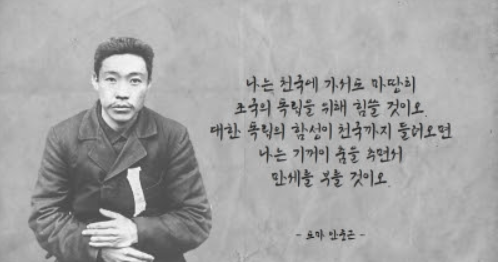 나는 천국에 가서도 마땅히
조국의 독립을 위해 힘쓸 것이오.
대한 독립의 함성이 천국까지 들려오면
나는 기꺼이 춤을 추면서
만세를 부를 것이오.
- 도마 안중근 -